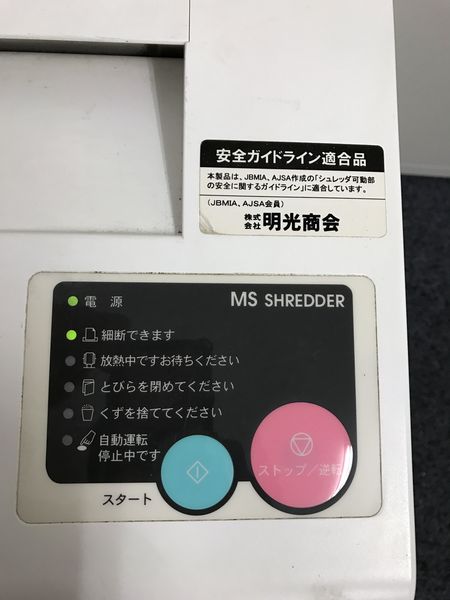 安全ガイドライン適合品
本製品は、JBMIA、AJSA作成の「シュレッダ可動部
の安全に関するガイドライン」に適合しています。
(JBMIA、AJSA会員)
株式会社 明光商会
電源
MS SHREDDER
細断できます
放熱中ですお待ちください
とびらを閉めてください
くずを捨ててください
自動運転
停止中です
スタート
ストップ/逆転